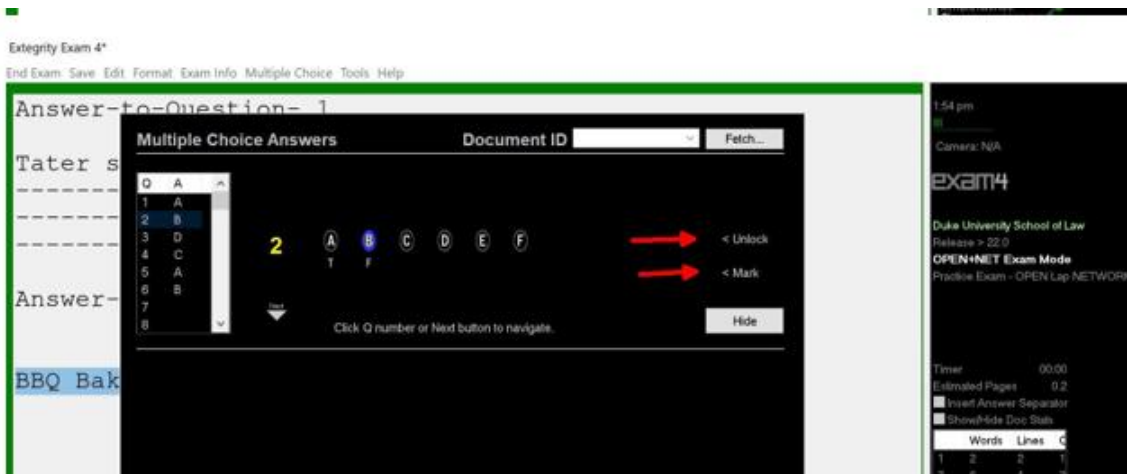 Extegrity Exam 4*
End Exam Save Edit Format Exam Info Multiple Choice Tools Help
Answer-to-Question- 1
Tater s
Answer-
BBQ Bak
Multiple Choice Answers Document ID Fetch...
Q A
1 A
2 B
3 D
4 C
5 A
6 B
7
8
2 A B C D E F
T F
< Unlock
< Mark
Next
Click Q number or Next button to navigate.
Hide
1:54 pm
Camera: N/A
exam4
Duke University School of Law
Release > 22.0
OPEN+NET Exam Mode
Practice Exam - OPEN Lap NETWORK
Timer 00:00
Estimated Pages 0.2
Insert Answer Separator
Show/Hide Doc Stats
Words Lines
1 2 2 1